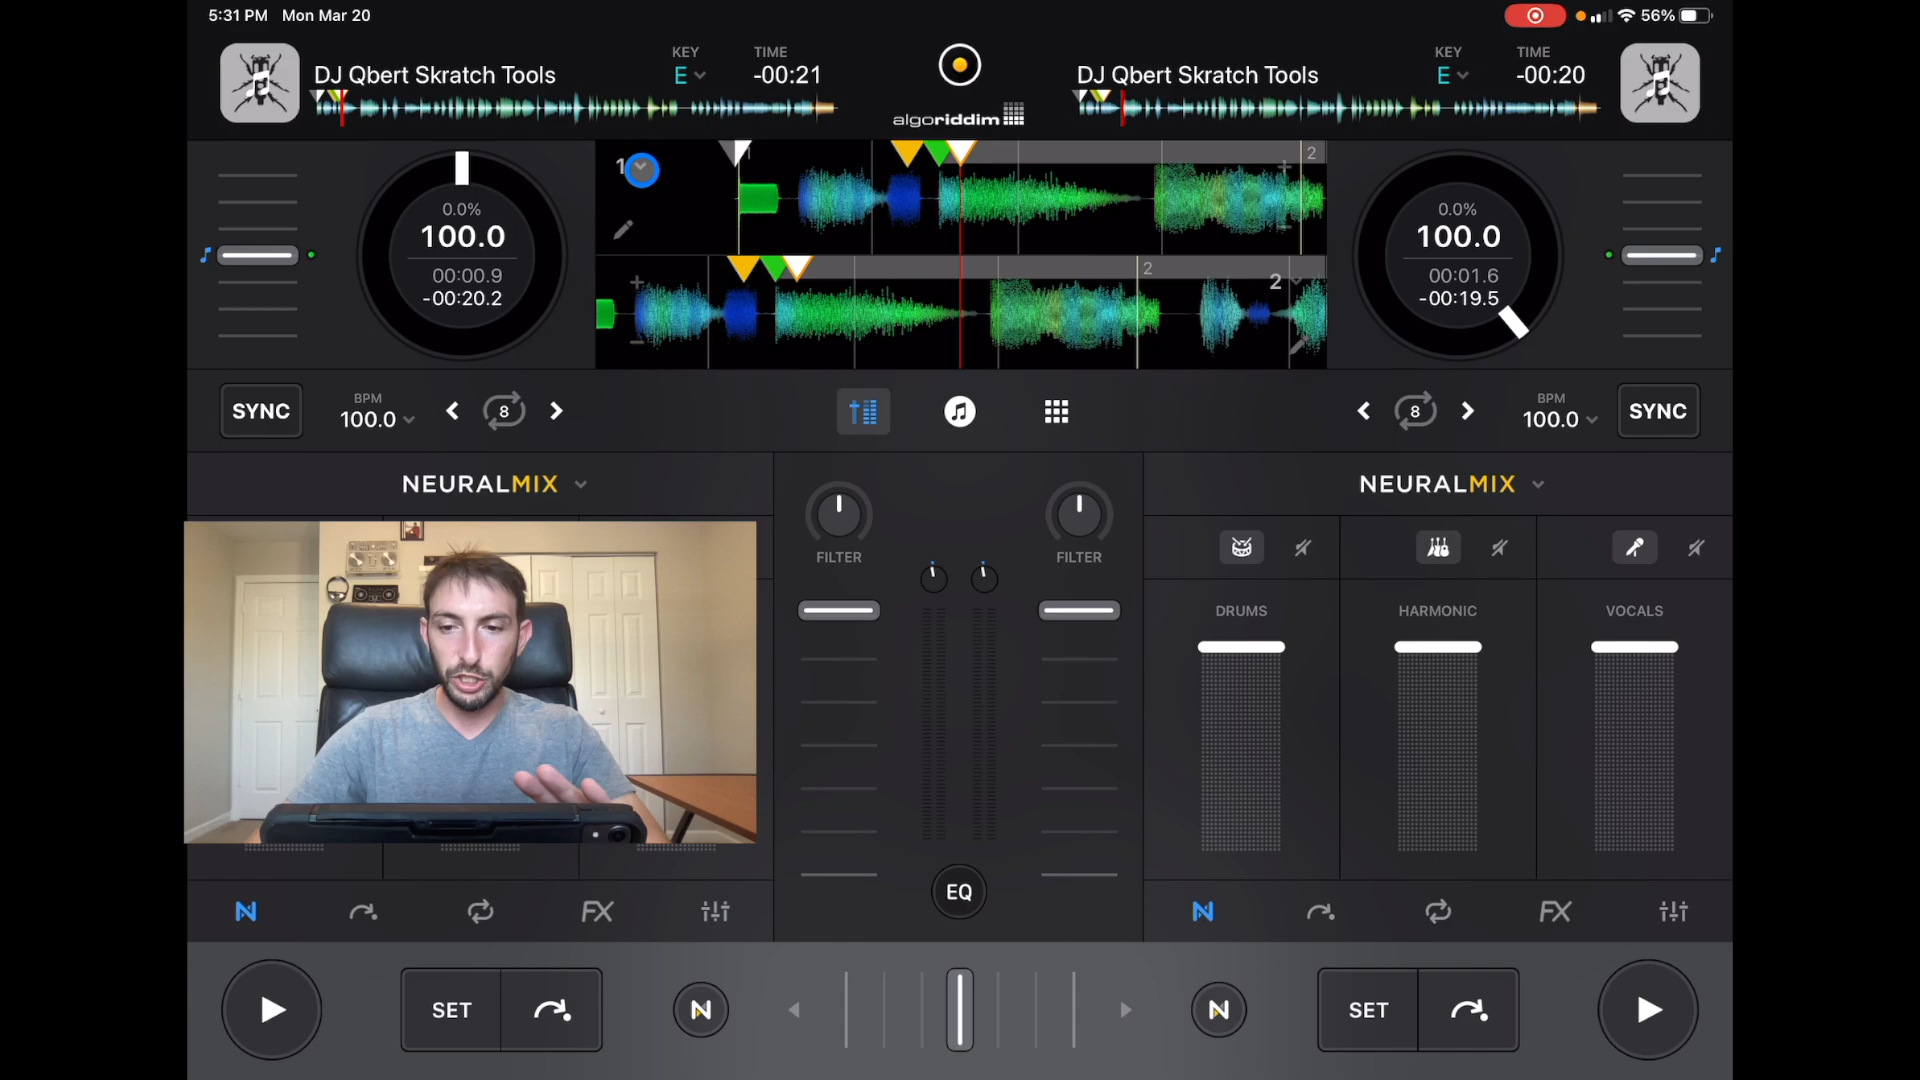 5:31 PM Mon Mar 20
56%
DJ Qbert Skratch Tools
KEY
E
TIME
-00:21
algoriddim
DJ Qbert Skratch Tools
KEY
E
TIME
-00:20
0.0%
100.0
00:00.9
-00:20.2
1
1
2
2
2
0.0%
100.0
00:01.6
-00:19.5
SYNC
BPM
100.0
8
8
BPM
100.0
SYNC
NEURALMIX
FILTER
FILTER
NEURALMIX
DRUMS
HARMONIC
VOCALS
EQ
FX
FX
SET
SET